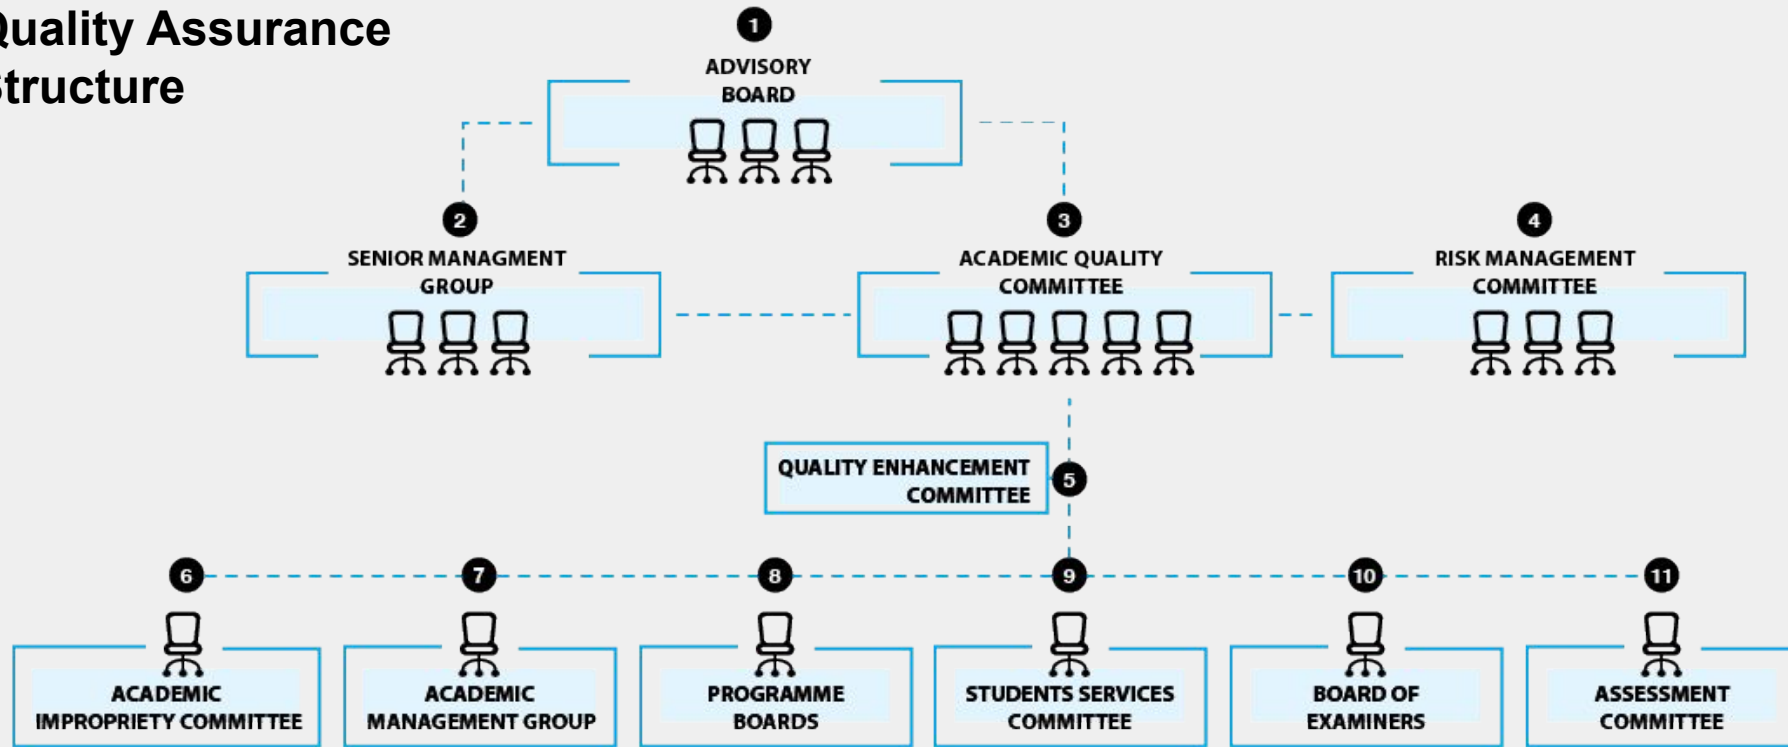 Quality Assurance
Structure
1
ADVISORY
BOARD
2
SENIOR MANAGMENT
GROUP
3
ACADEMIC QUALITY
COMMITTEE
4
RISK MANAGEMENT
COMMITTEE
QUALITY ENHANCEMENT
COMMITTEE
5
6
7
8
9
10
11
ACADEMIC
IMPROPRIETY COMMITTEE
ACADEMIC
MANAGEMENT GROUP
PROGRAMME
BOARDS
STUDENTS SERVICES
COMMITTEE
BOARD OF
EXAMINERS
ASSESSMENT
COMMITTEE